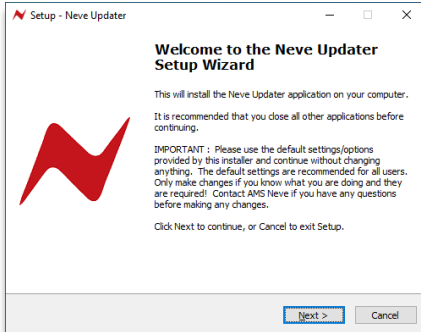 Setup - Neve Updater
Welcome to the Neve Updater
Setup Wizard
This will install the Neve Updater application on your computer.
It is recommended that you close all other applications before
continuing.
IMPORTANT :  Please use the default settings/options
provided by this installer and continue without changing
anything.  The default settings are recommended for all users.
Only make changes if you know what you are doing and they
are required!  Contact AMS Neve if you have any questions
before making any changes.
Click Next to continue, or Cancel to exit Setup.
Next >
Cancel